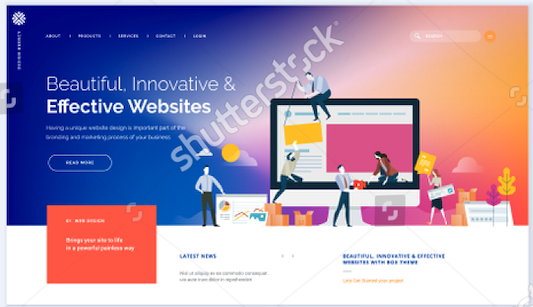 DESIGN AGENCY
ABOUT | PRODUCTS | SERVICES | CONTACT | LOGIN
SEARCH
Beautiful, Innovative &
Effective Websites
Having a unique website design is important part of the
branding and marketing process of your business
READ MORE
shutterstock
01 WEB DESIGN
Brings your site to life
in a powerful painless way
LATEST NEWS
Nisi ut aliquip ex ea commodo consequat
uis aute irure dolor in reprehenderit
BEAUTIFUL, INNOVATIVE & EFFECTIVE
WEBSITES WITH BOX THEME
Lets Get Started your project